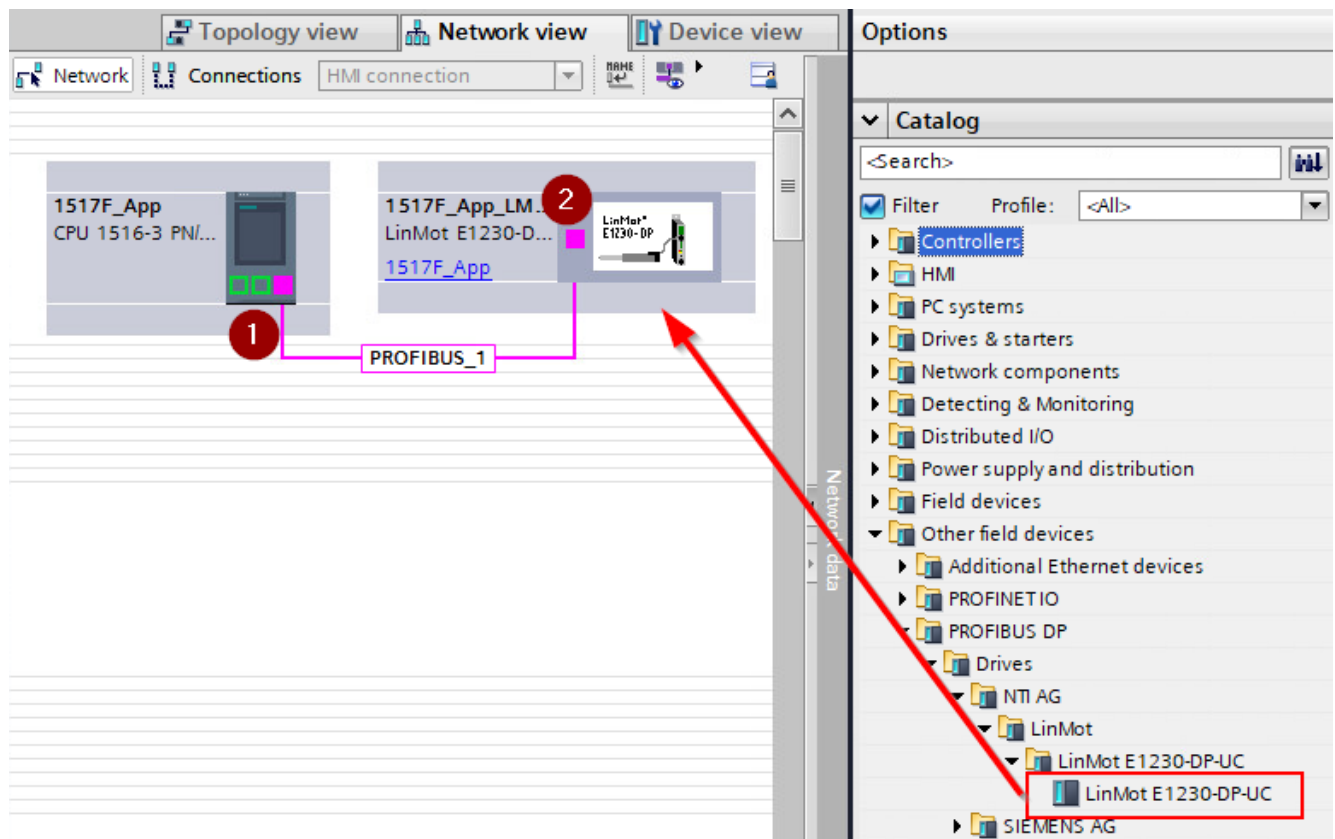 Topology view
Network view
Device view
Options
Network
Connections
HMI connection
NAME
Catalog
<Search>
Filter
Profile:
<All>
1517F_App
CPU 1516-3 PN/...
1
1517F_App_LM...
LinMot E1230-D...
1517F_App
2
LinMot®
E1230-DP
PROFIBUS_1
Network data
Controllers
HMI
PC systems
Drives & starters
Network components
Detecting & Monitoring
Distributed I/O
Power supply and distribution
Field devices
Other field devices
Additional Ethernet devices
PROFINET IO
PROFIBUS DP
Drives
NTI AG
LinMot
LinMot E1230-DP-UC
LinMot E1230-DP-UC
SIEMENS AG